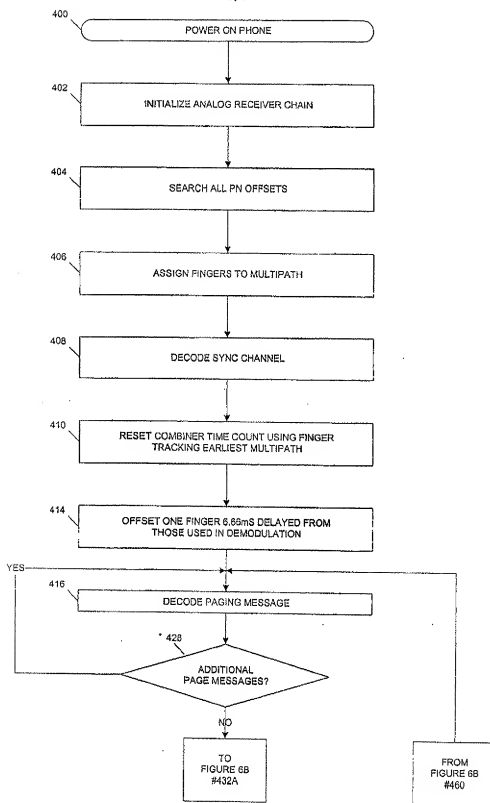 400
POWER ON PHONE
402
INITIALIZE ANALOG RECEIVER CHAIN
404
SEARCH ALL PN OFFSETS
406
ASSIGN FINGERS TO MULTIPATH
408
DECODE SYNC CHANNEL
410
RESET COMBINER TIME COUNT USING FINGER
TRACKING EARLIEST MULTIPATH
414
OFFSET ONE FINGER 6.66mS DELAYED FROM
THOSE USED IN DEMODULATION
YES
416
DECODE PAGING MESSAGE
428
ADDITIONAL
PAGE MESSAGES?
NO
TO
FIGURE 6B
#432A
FROM
FIGURE 6B
#460